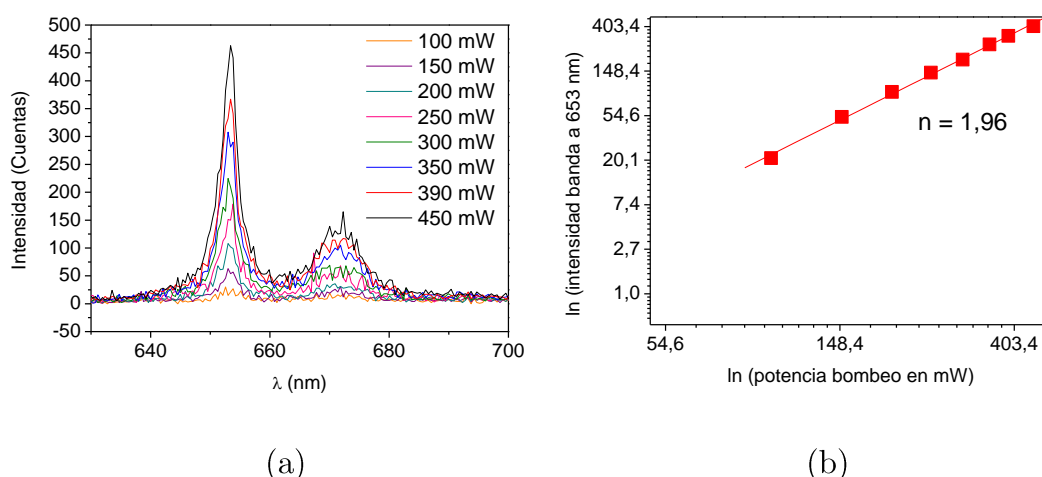 500
450
400
350
300
250
200
150
100
50
0
-50
Intensidad (Cuentas)
100 mW
150 mW
200 mW
250 mW
300 mW
350 mW
390 mW
450 mW
640
660
680
700
λ (nm)
(a)
403,4
148,4
54,6
20,1
7,4
2,7
1,0
ln (intensidad banda a 653 nm)
n = 1,96
54,6
148,4
403,4
ln (potencia bombeo en mW)
(b)